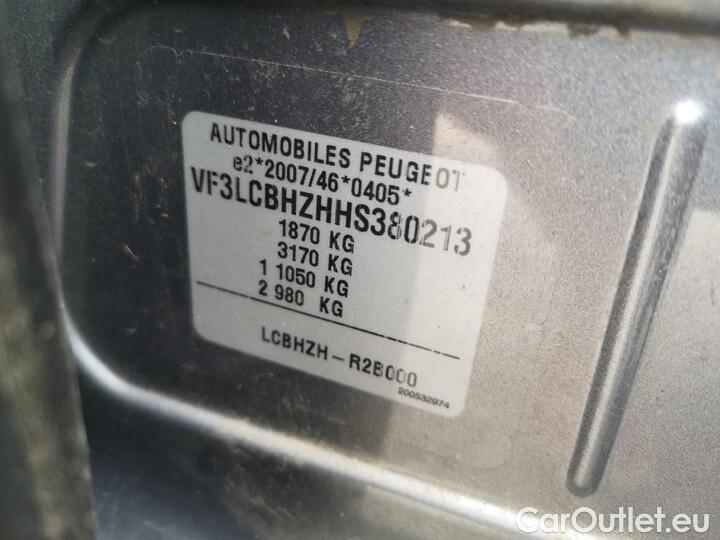 AUTOMOBILES PEUGEOT
e2*2007/46*0405*
VF3LCBHZHHS380213
1870 KG
3170 KG
1 1050 KG
2 980 KG
LCBHZH-R2B000
200532974
CarOutlet.eu